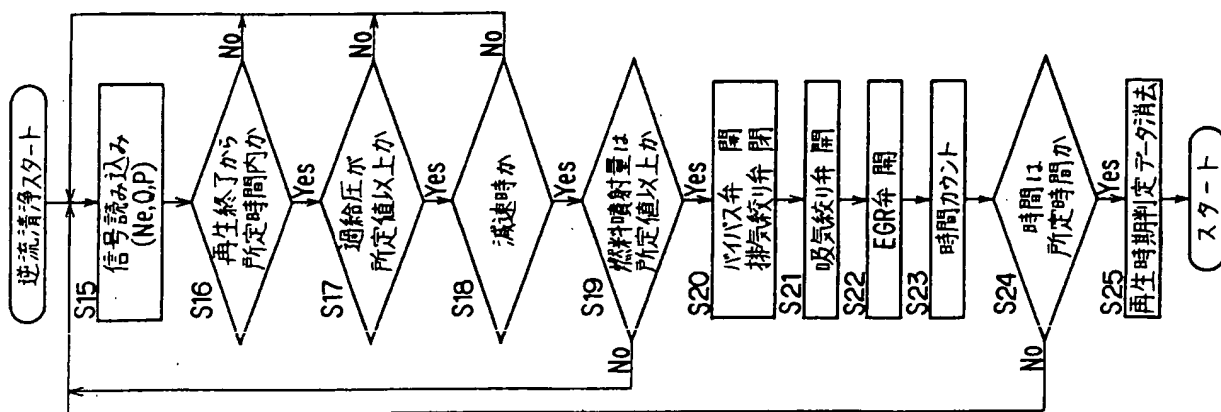 逆流清浄スタート
S15
信号読み込み
(Ne,Q,P)
S16
再生終了から
所定時間内か
No
Yes
S17
過給圧が
所定値以上か
No
Yes
S18
減速時か
No
Yes
S19
燃料噴射量は
所定値以上か
No
Yes
S20
バイパス弁 開
排気絞り弁 閉
S21
吸気絞り弁 開
S22
EGR弁 開
S23
時間カウント
S24
時間は
所定時間か
No
Yes
S25
再生時期判定データ消去
スタート